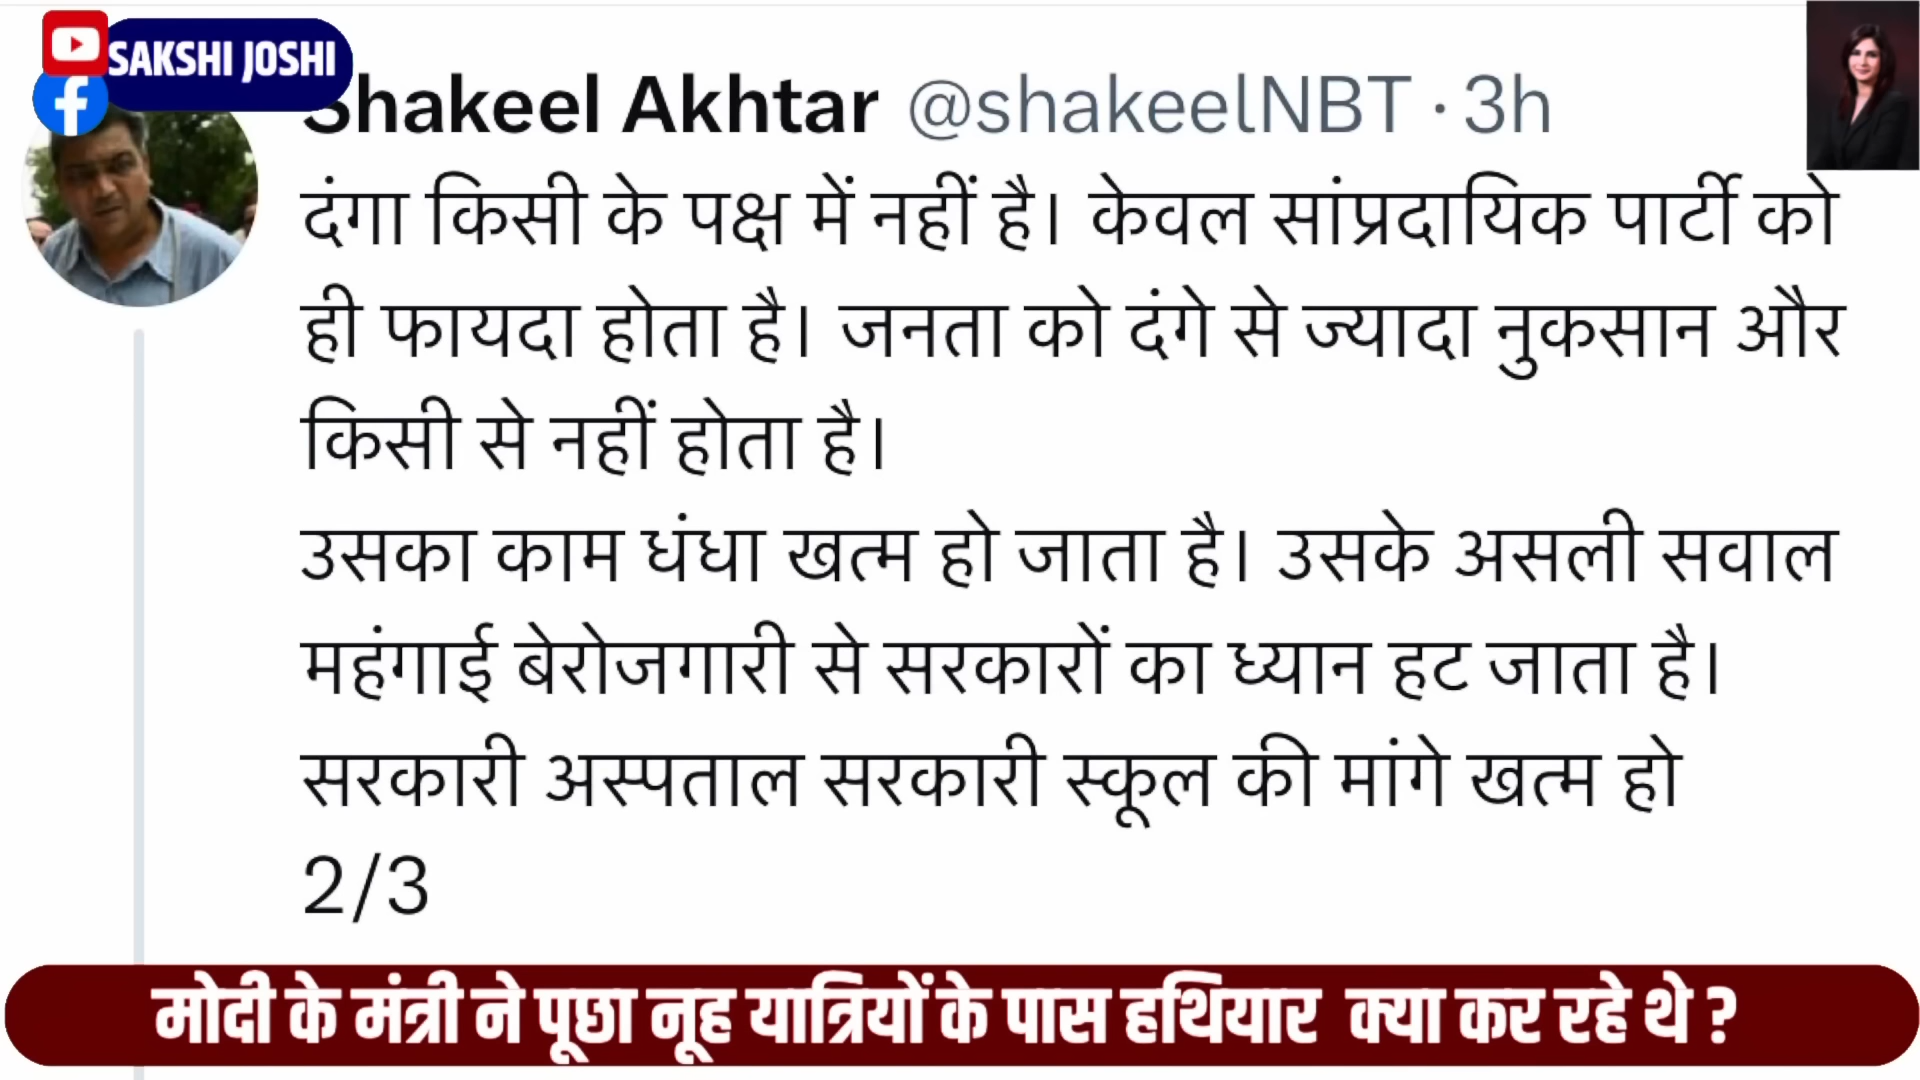 SAKSHI JOSHI
Shakeel Akhtar @shakeelNBT · 3h
दंगा किसी के पक्ष में नहीं है। केवल सांप्रदायिक पार्टी को
ही फायदा होता है। जनता को दंगे से ज्यादा नुकसान और
किसी से नहीं होता है।
उसका काम धंधा खत्म हो जाता है। उसके असली सवाल
महंगाई बेरोजगारी से सरकारों का ध्यान हट जाता है।
सरकारी अस्पताल सरकारी स्कूल की मांगे खत्म हो
2/3
मोदी के मंत्री ने पूछा नूह यात्रियों के पास हथियार क्या कर रहे थे ?